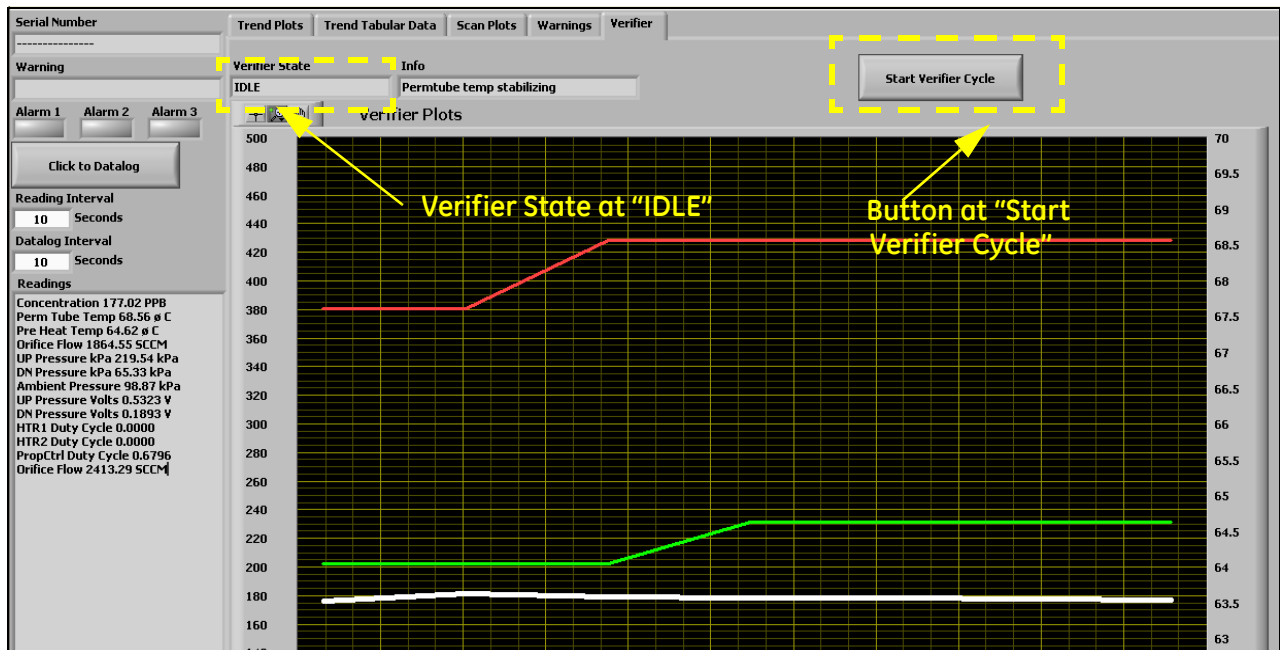 Serial Number
---------------
Warning
Alarm 1 Alarm 2 Alarm 3
Click to Datalog
Reading Interval
10 Seconds
Datalog Interval
10 Seconds
Readings
Concentration 177.02 PPB
Perm Tube Temp 68.56 ø C
Pre Heat Temp 64.62 ø C
Orifice Flow 1864.55 SCCM
UP Pressure kPa 219.54 kPa
DN Pressure kPa 65.33 kPa
Ambient Pressure 98.87 kPa
UP Pressure Volts 0.5323 V
DN Pressure Volts 0.1893 V
HTR1 Duty Cycle 0.0000
HTR2 Duty Cycle 0.0000
PropCtrl Duty Cycle 0.6796
Orifice Flow 2413.29 SCCM
Trend Plots Trend Tabular Data Scan Plots Warnings Verifier
Verifier State Info
IDLE Permtube temp stabilizing
Start Verifier Cycle
Verifier Plots
Verifier State at “IDLE”
Button at “Start
Verifier Cycle”
500
480
460
440
420
400
380
360
340
320
300
280
260
240
220
200
180
160
70
69.5
69
68.5
68
67.5
67
66.5
66
65.5
65
64.5
64
63.5
63